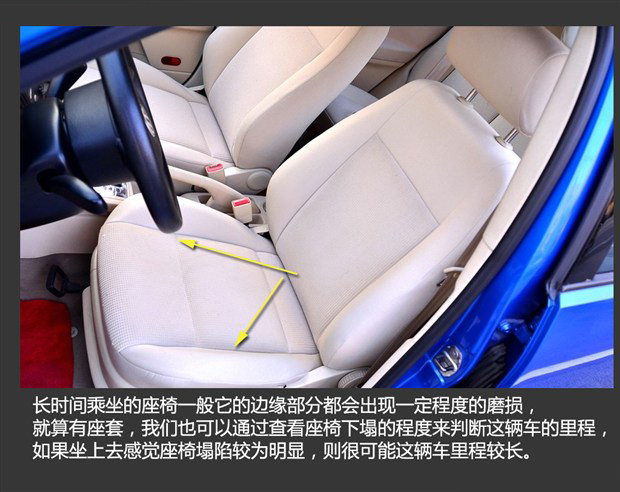 长时间乘坐的座椅一般它的边缘部分都会出现一定程度的磨损，
就算有座套，我们也可以通过查看座椅下塌的程度来判断这辆车的里程，
如果坐上去感觉座椅塌陷较为明显，则很可能这辆车里程较长。